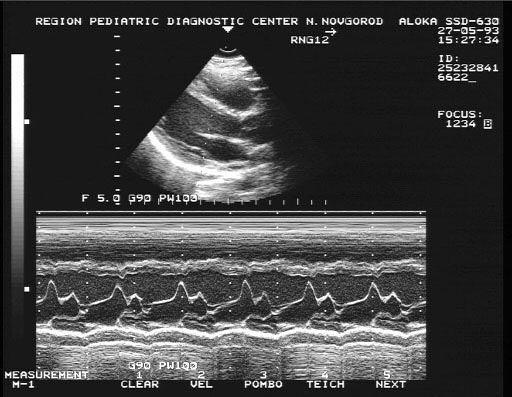 REGION PEDIATRIC DIAGNOSTIC CENTER N.NOVGOROD ALOKA SSD-630
27-05-93
RNG12
15:27:34
ID:
25232841
6622_
FOCUS:
1234 B
F 5.0 G90 PW100
G90 PW100
MEASUREMENT 1 2 3 4 5
M-1 CLEAR VEL POMBO TEICH NEXT